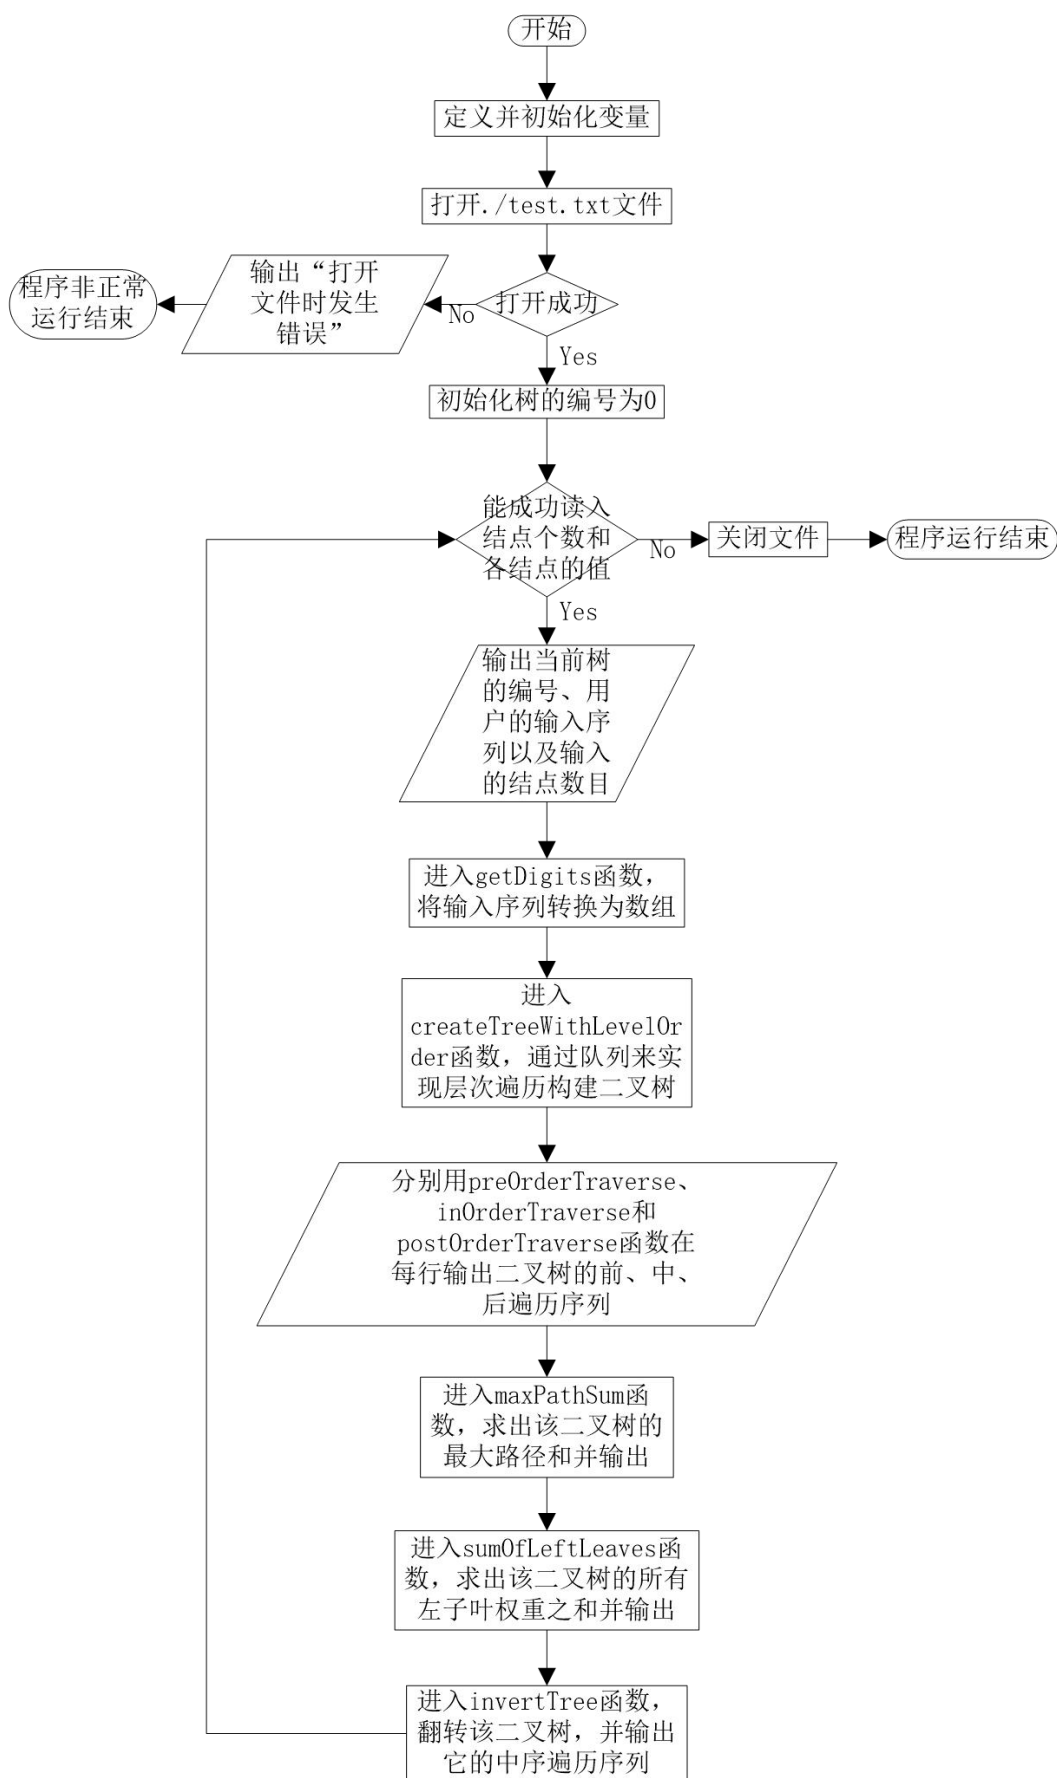 开始
定义并初始化变量
打开./test.txt文件
打开成功
No
输出“打开
文件时发生
错误”
程序非正常
运行结束
Yes
初始化树的编号为0
能成功读入
结点个数和
各结点的值
No
关闭文件
程序运行结束
Yes
输出当前树
的编号、用
户的输入序
列以及输入
的结点数目
进入getDigits函数，
将输入序列转换为数组
进入
createTreeWithLevelOr
der函数，通过队列来实
现层次遍历构建二叉树
分别用preOrderTraverse、
inOrderTraverse和
postOrderTraverse函数在
每行输出二叉树的前、中、
后遍历序列
进入maxPathSum函
数，求出该二叉树的
最大路径和并输出
进入sumOfLeftLeaves函
数，求出该二叉树的所有
左子叶权重之和并输出
进入invertTree函数，
翻转该二叉树，并输出
它的中序遍历序列